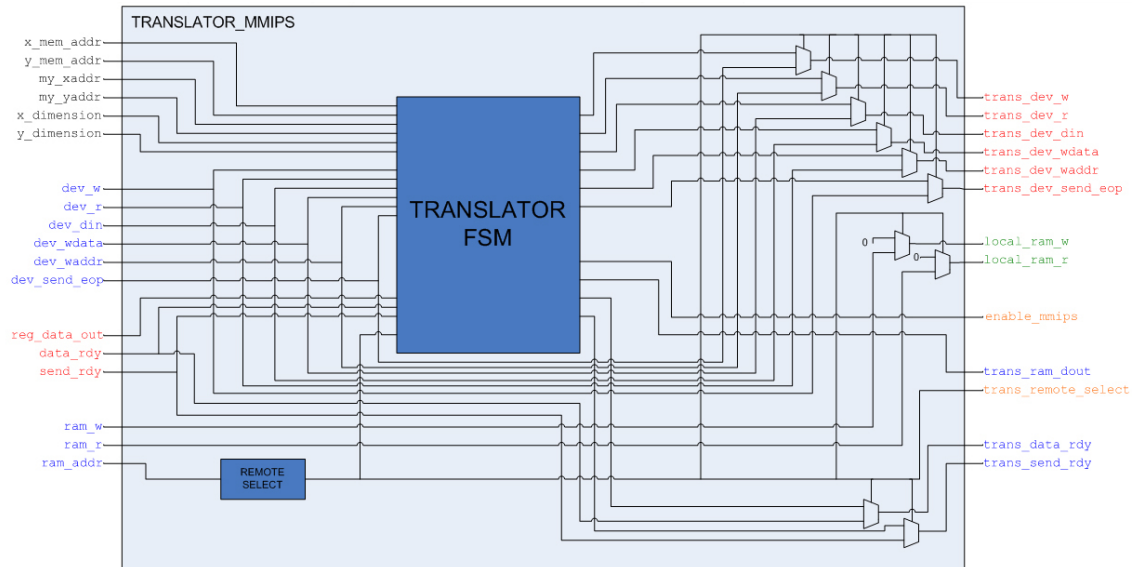 TRANSLATOR_MMIPS
x_mem_addr
y_mem_addr
my_xaddr
my_yaddr
x_dimension
y_dimension
dev_w
dev_r
dev_din
dev_wdata
dev_waddr
dev_send_eop
reg_data_out
data_rdy
send_rdy
ram_w
ram_r
ram_addr
REMOTE
SELECT
TRANSLATOR
FSM
0
0
trans_dev_w
trans_dev_r
trans_dev_din
trans_dev_wdata
trans_dev_waddr
trans_dev_send_eop
local_ram_w
local_ram_r
enable_mmips
trans_ram_dout
trans_remote_select
trans_data_rdy
trans_send_rdy